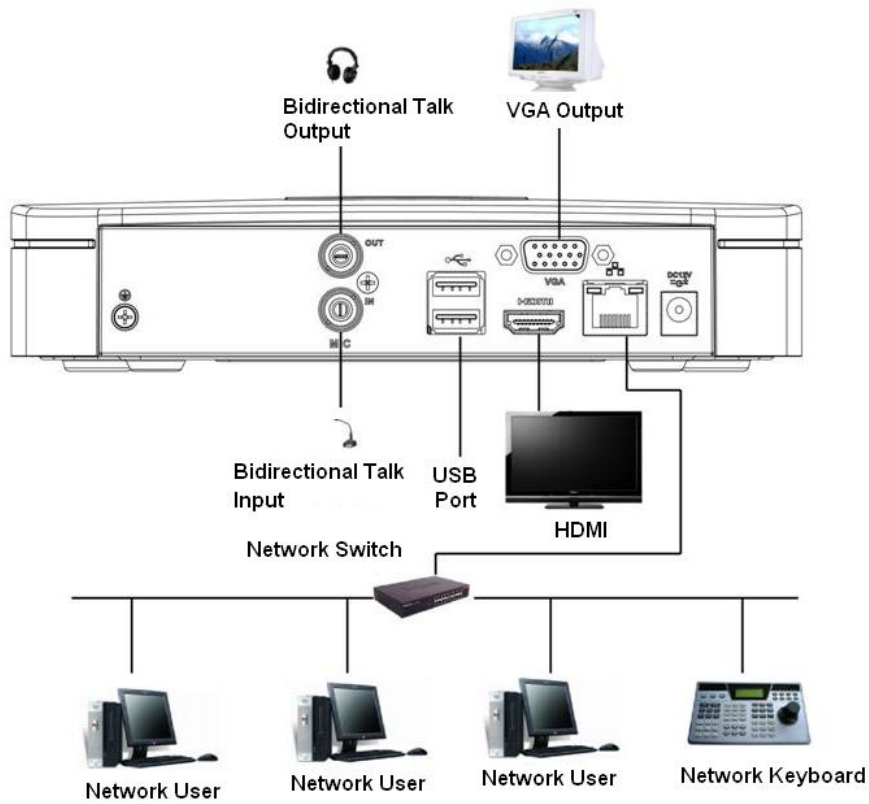 Bidirectional Talk
Output
VGA Output
OUT
IN
MIC
VGA
HDMI
DC12V
Bidirectional Talk
Input
USB
Port
HDMI
Network Switch
Network User
Network User
Network User
Network Keyboard